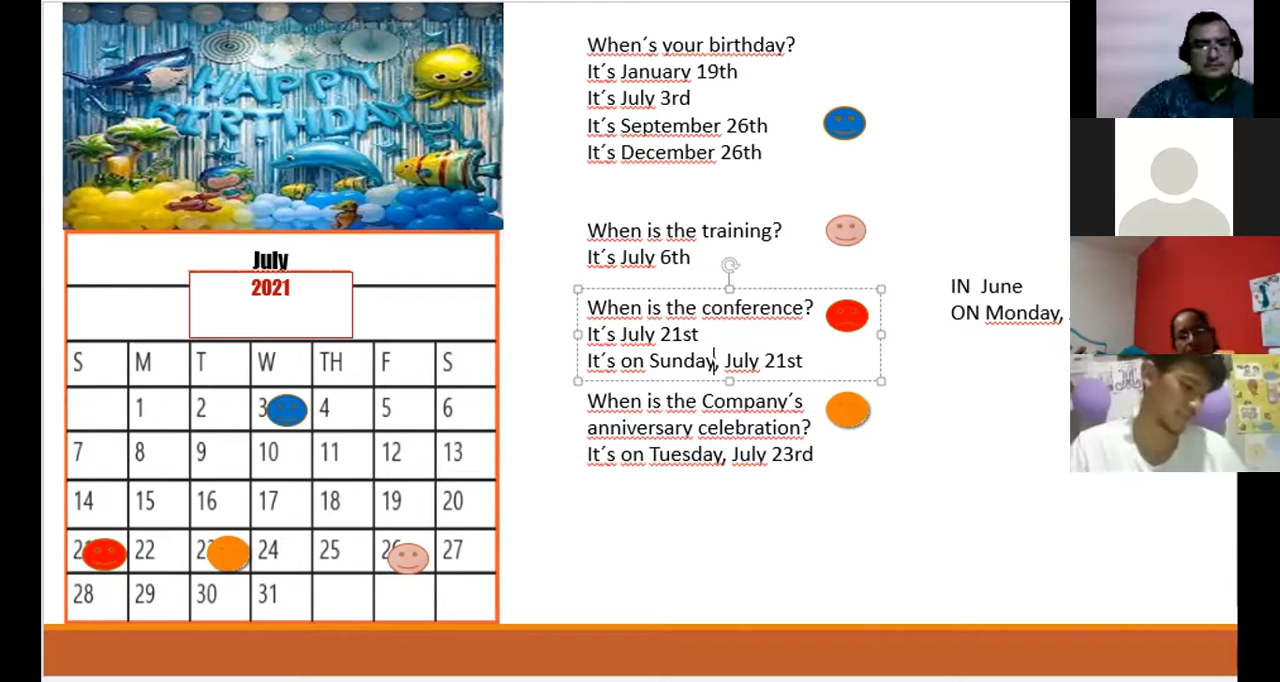 HAPPY
BIRTHDAY
July
2021
S M T W TH F S
1 2 3 4 5 6
7 8 9 10 11 12 13
14 15 16 17 18 19 20
22 24 25 27
28 29 30 31
When´s your birthday?
It´s January 19th
It´s July 3rd
It´s September 26th
It´s December 26th
When is the training?
It´s July 6th
When is the conference?
It´s July 21st
It´s on Sunday, July 21st
When is the Company´s
anniversary celebration?
It´s on Tuesday, July 23rd
IN June
ON Monday,